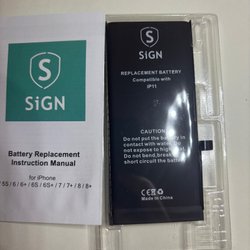 S
SiGN
Battery Replacement
Instruction Manual
for iPhone
5S / 6 / 6+ / 6S / 6S+ / 7 / 7+ / 8 / 8+
S
SiGN
REPLACEMENT BATTERY
Compatible with
IP11
CAUTION:
Do not put the battery in
contact with water. Do not
expose to high heat.
Do not bend, break, or
short circuit the battery.
Made in China